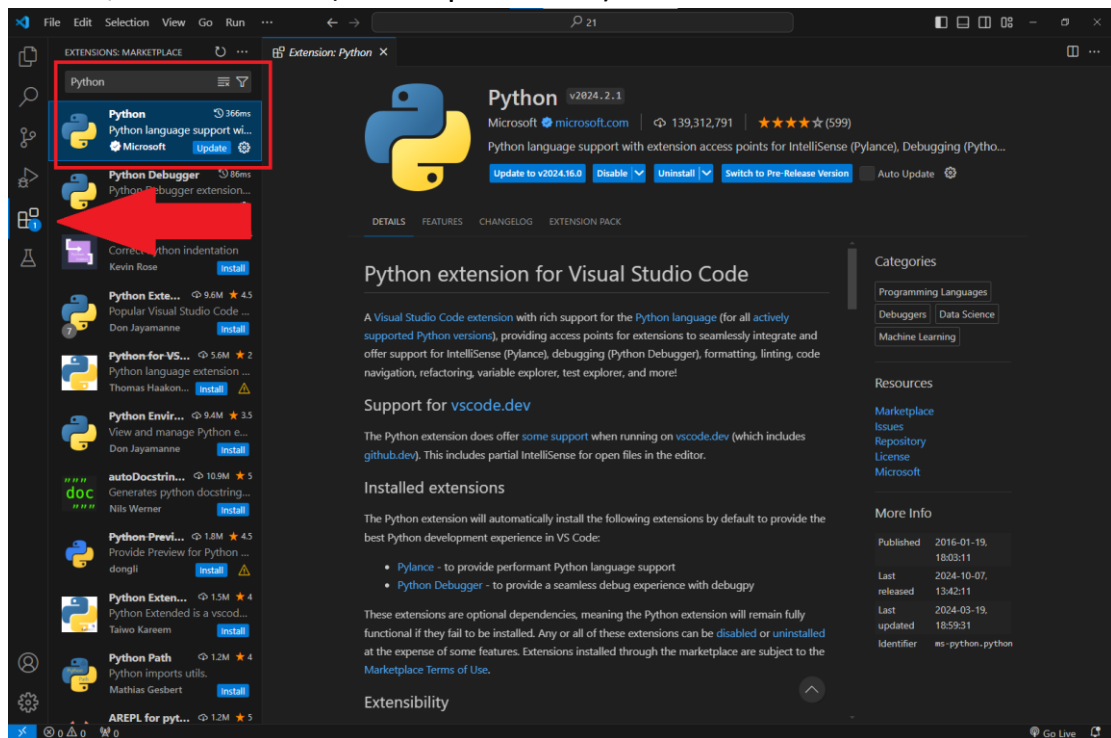 File Edit Selection View Go Run ... 21
EXTENSIONS: MARKETPLACE
Extension: Python
Python
Python 366ms
Python language support wi...
Microsoft Update
Python Debugger 86ms
Python Debugger extension...
Correct Python indentation
Kevin Rose Install
Python Exte... 9.6M 4.5
Popular Visual Studio Code ...
Don Jayamanne Install
7
Python for VS... 5.6M 2
Python language extension ...
Thomas Haakon... Install
Python Envir... 9.4M 3.5
View and manage Python e...
Don Jayamanne Install
autoDocstrin... 10.9M 5
Generates python docstring...
Nils Werner Install
""" doc """
Python Previ... 1.8M 4.5
Provide Preview for Python ...
dongli Install
Python Exten... 1.5M 4
Python Extended is a vscod...
Taiwo Kareem Install
Python Path 1.2M 4
Python imports utils.
Mathias Gesbert Install
AREPL for pyt... 1.2M 5
1
Python v2024.2.1
Microsoft microsoft.com 139,312,791 (599)
Python language support with extension access points for IntelliSense (Pylance), Debugging (Pytho...
Update to v2024.16.0 Disable Uninstall Switch to Pre-Release Version Auto Update
DETAILS FEATURES CHANGELOG EXTENSION PACK
Python extension for Visual Studio Code
A Visual Studio Code extension with rich support for the Python language (for all actively
supported Python versions), providing access points for extensions to seamlessly integrate and
offer support for IntelliSense (Pylance), debugging (Python Debugger), formatting, linting, code
navigation, refactoring, variable explorer, test explorer, and more!
Support for vscode.dev
The Python extension does offer some support when running on vscode.dev (which includes
github.dev). This includes partial IntelliSense for open files in the editor.
Installed extensions
The Python extension will automatically install the following extensions by default to provide the
best Python development experience in VS Code:
• Pylance - to provide performant Python language support
• Python Debugger - to provide a seamless debug experience with debugpy
These extensions are optional dependencies, meaning the Python extension will remain fully
functional if they fail to be installed. Any or all of these extensions can be disabled or uninstalled
at the expense of some features. Extensions installed through the marketplace are subject to the
Marketplace Terms of Use.
Extensibility
Categories
Programming Languages
Debuggers Data Science
Machine Learning
Resources
Marketplace
Issues
Repository
License
Microsoft
More Info
Published 2016-01-19,
18:03:11
Last 2024-10-07,
released 13:42:11
Last 2024-03-19,
updated 18:59:31
Identifier ms-python.python
0 0 0 Go Live